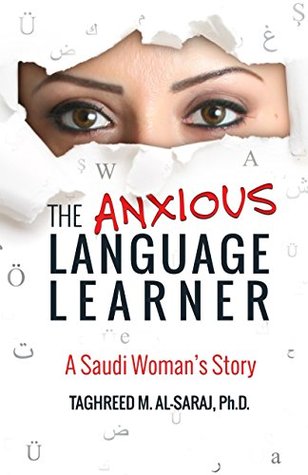 ض
Ü
ص
ش
غ
Ş
W
A
THE ANXIOUS
LANGUAGE
LEARNER
A Saudi Woman's Story
TAGHREED M. AL-SARAJ, Ph.D.
Ö
Ü